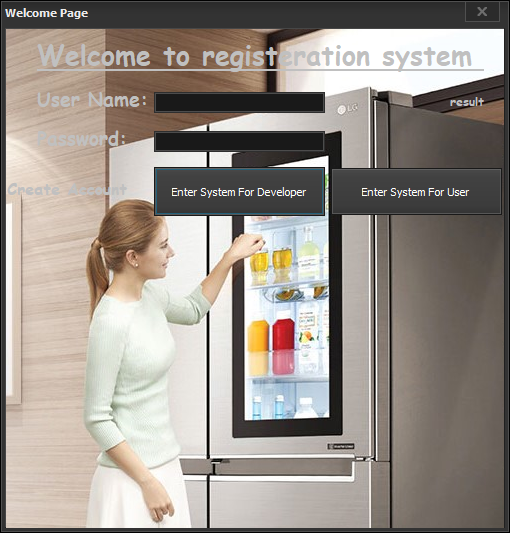 Welcome Page
Welcome to registeration system
User Name:
LG
result
Password:
Create Account
Enter System For Developer
Enter System For User